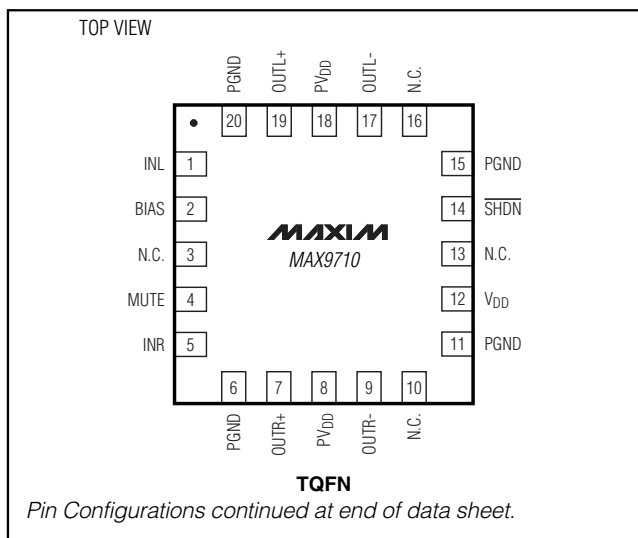 TOP VIEW
PGND
OUTL+
PVDD
OUTL-
N.C.
20 19 18 17 16
INL 1
BIAS 2
N.C. 3
MUTE 4
INR 5
15 PGND
14 SHDN
13 N.C.
12 VDD
11 PGND
MAXIM
MAX9710
6 7 8 9 10
PGND
OUTR+
PVDD
OUTR-
N.C.
TQFN
Pin Configurations continued at end of data sheet.